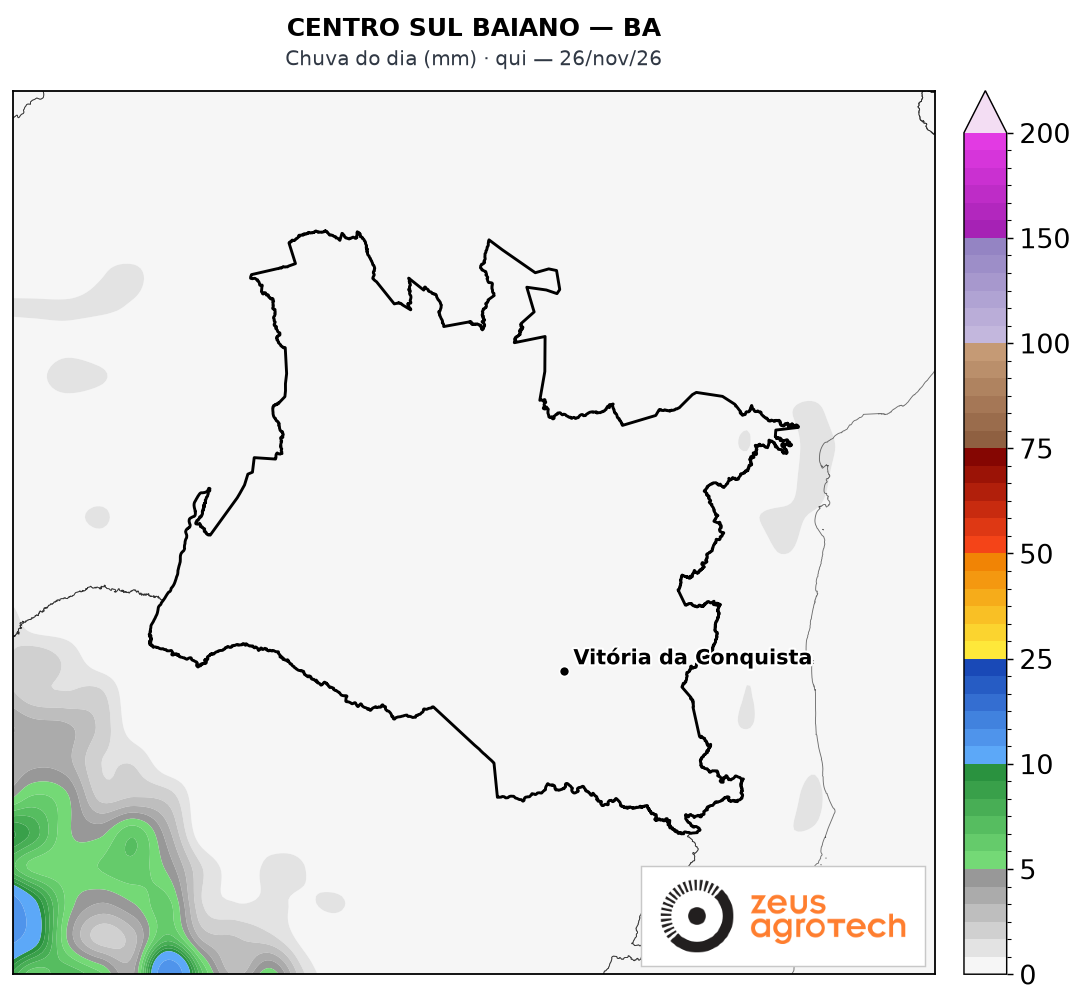 CENTRO SUL BAIANO — BA
Chuva do dia (mm) · qui — 26/nov/26
200
150
100
75
50
25
10
5
0
Vitória da Conquista
zeus
agrotech